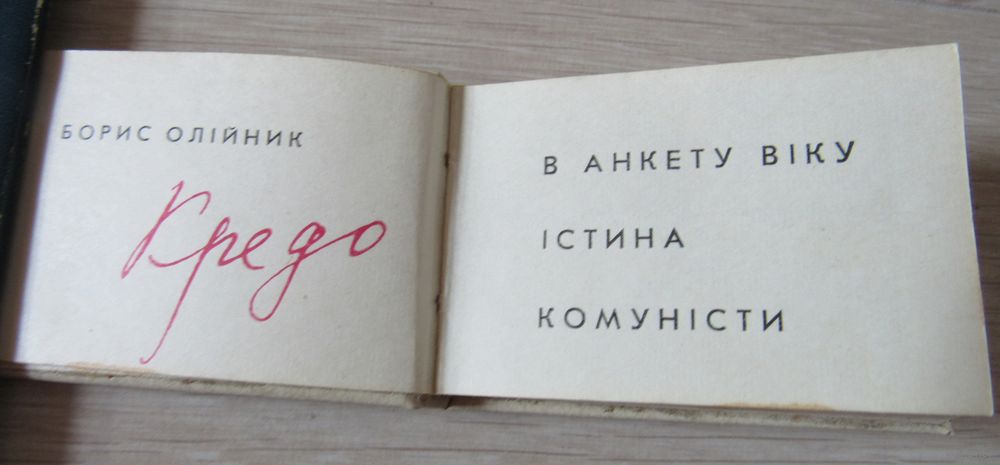 БОРИС ОЛІЙНИК
Кредо
В АНКЕТУ ВІКУ
ІСТИНА
КОМУНІСТИ